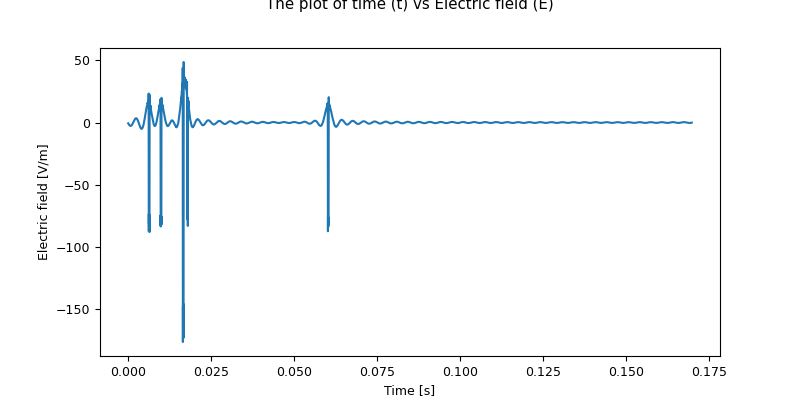 The plot of time (t) vs Electric field (E)
50
0
−50
−100
−150
Electric field [V/m]
0.000 0.025 0.050 0.075 0.100 0.125 0.150 0.175
Time [s]